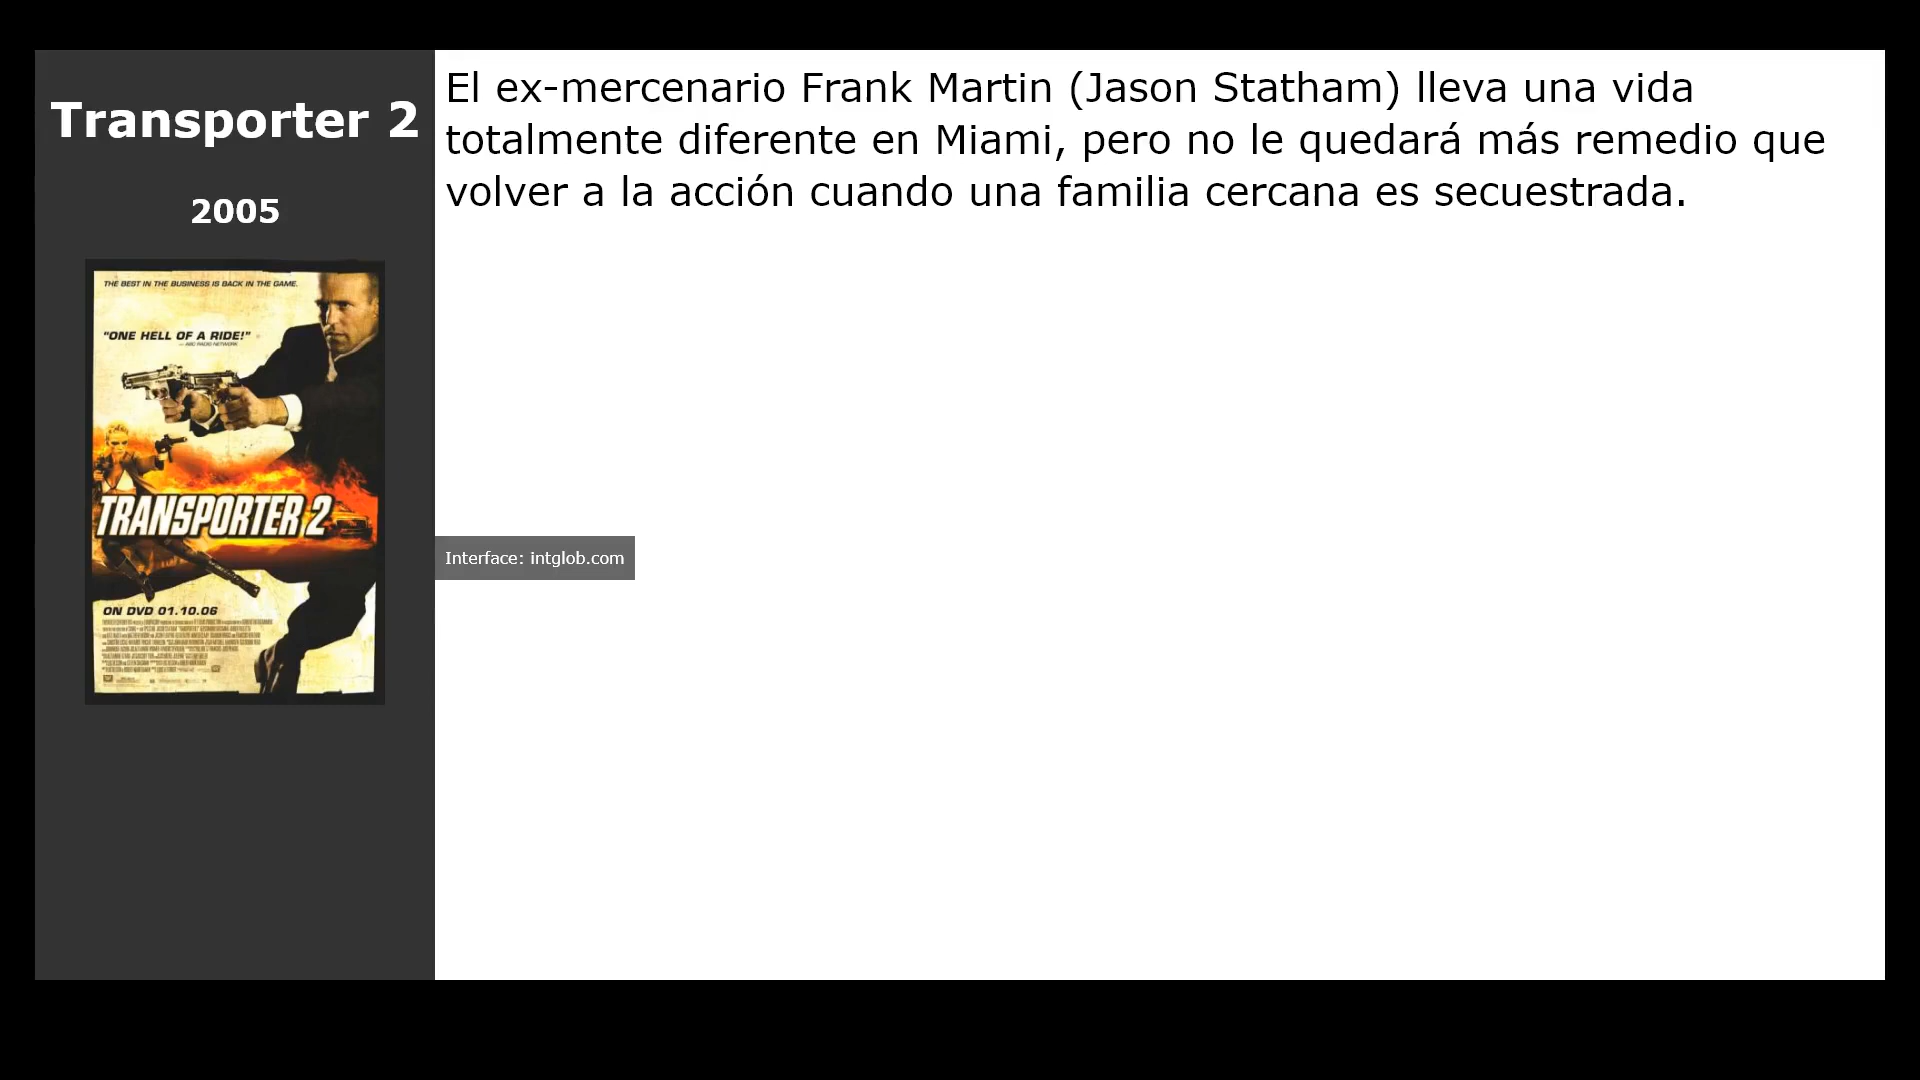 Transporter 2
2005
THE BEST IN THE BUSINESS IS BACK IN THE GAME.
"ONE HELL OF A RIDE!"
— ABC RADIO NETWORK
TRANSPORTER 2
ON DVD 01.10.06
El ex-mercenario Frank Martin (Jason Statham) lleva una vida
totalmente diferente en Miami, pero no le quedará más remedio que
volver a la acción cuando una familia cercana es secuestrada.
Interface: intglob.com